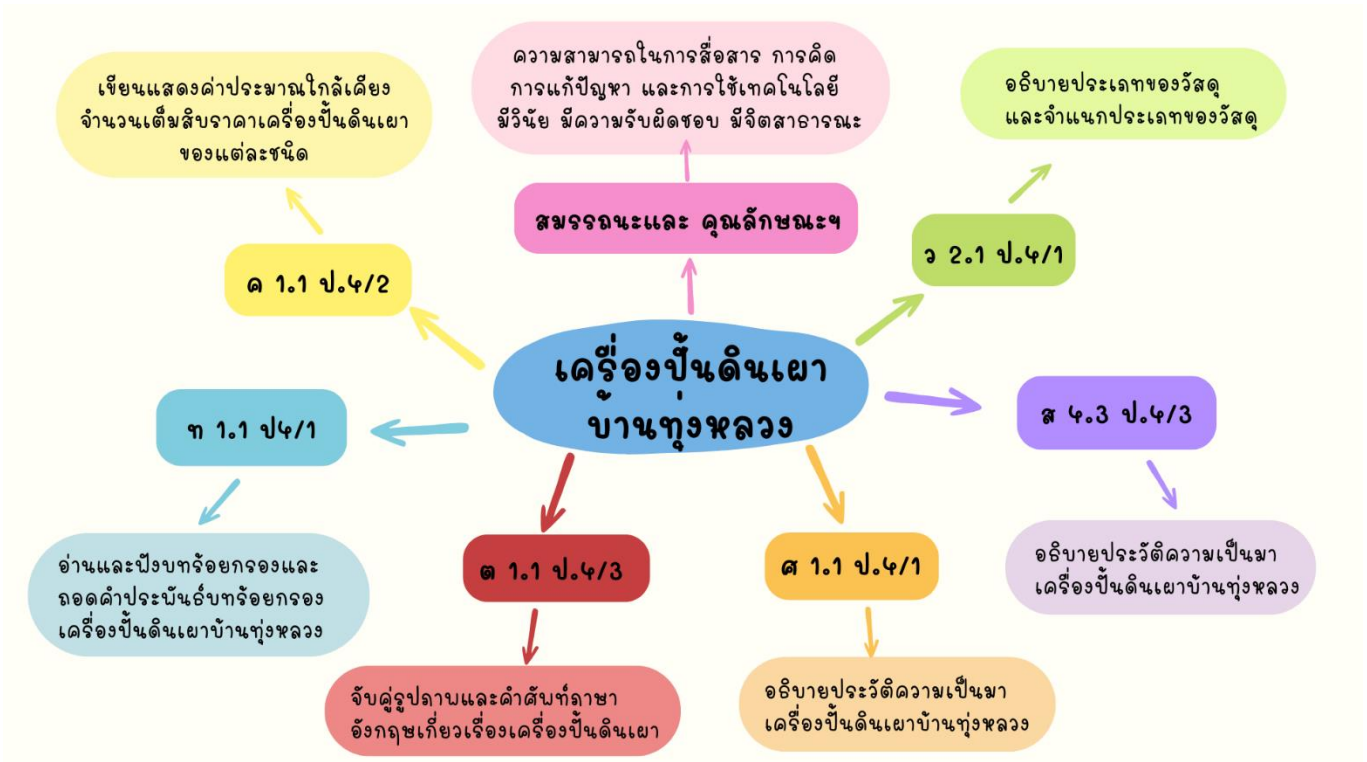 เขียนแสดงค่าประมาณใกล้เคียง
จำนวนเต็มสิบราคาเครื่องปั้นดินเผา
ของแต่ละชนิด
ค 1.1 ป.4/2
ความสามารถในการสื่อสาร การคิด
การแก้ปัญหา และการใช้เทคโนโลยี
มีวินัย มีความรับผิดชอบ มีจิตสาธารณะ
สมรรถนะและ คุณลักษณะฯ
อธิบายประเภทของวัสดุ
และจำแนกประเภทของวัสดุ
ว 2.1 ป.4/1
เครื่องปั้นดินเผา
บ้านทุ่งหลวง
ท 1.1 ป4/1
อ่านและฟังบทร้อยกรองและ
ถอดคำประพันธ์บทร้อยกรอง
เครื่องปั้นดินเผาบ้านทุ่งหลวง
ต 1.1 ป.4/3
จับคู่รูปภาพและคำศัพท์ภาษา
อังกฤษเกี่ยวเรื่องเครื่องปั้นดินเผา
ศ 1.1 ป.4/1
อธิบายประวัติความเป็นมา
เครื่องปั้นดินเผาบ้านทุ่งหลวง
ส 4.3 ป.4/3
อธิบายประวัติความเป็นมา
เครื่องปั้นดินเผาบ้านทุ่งหลวง